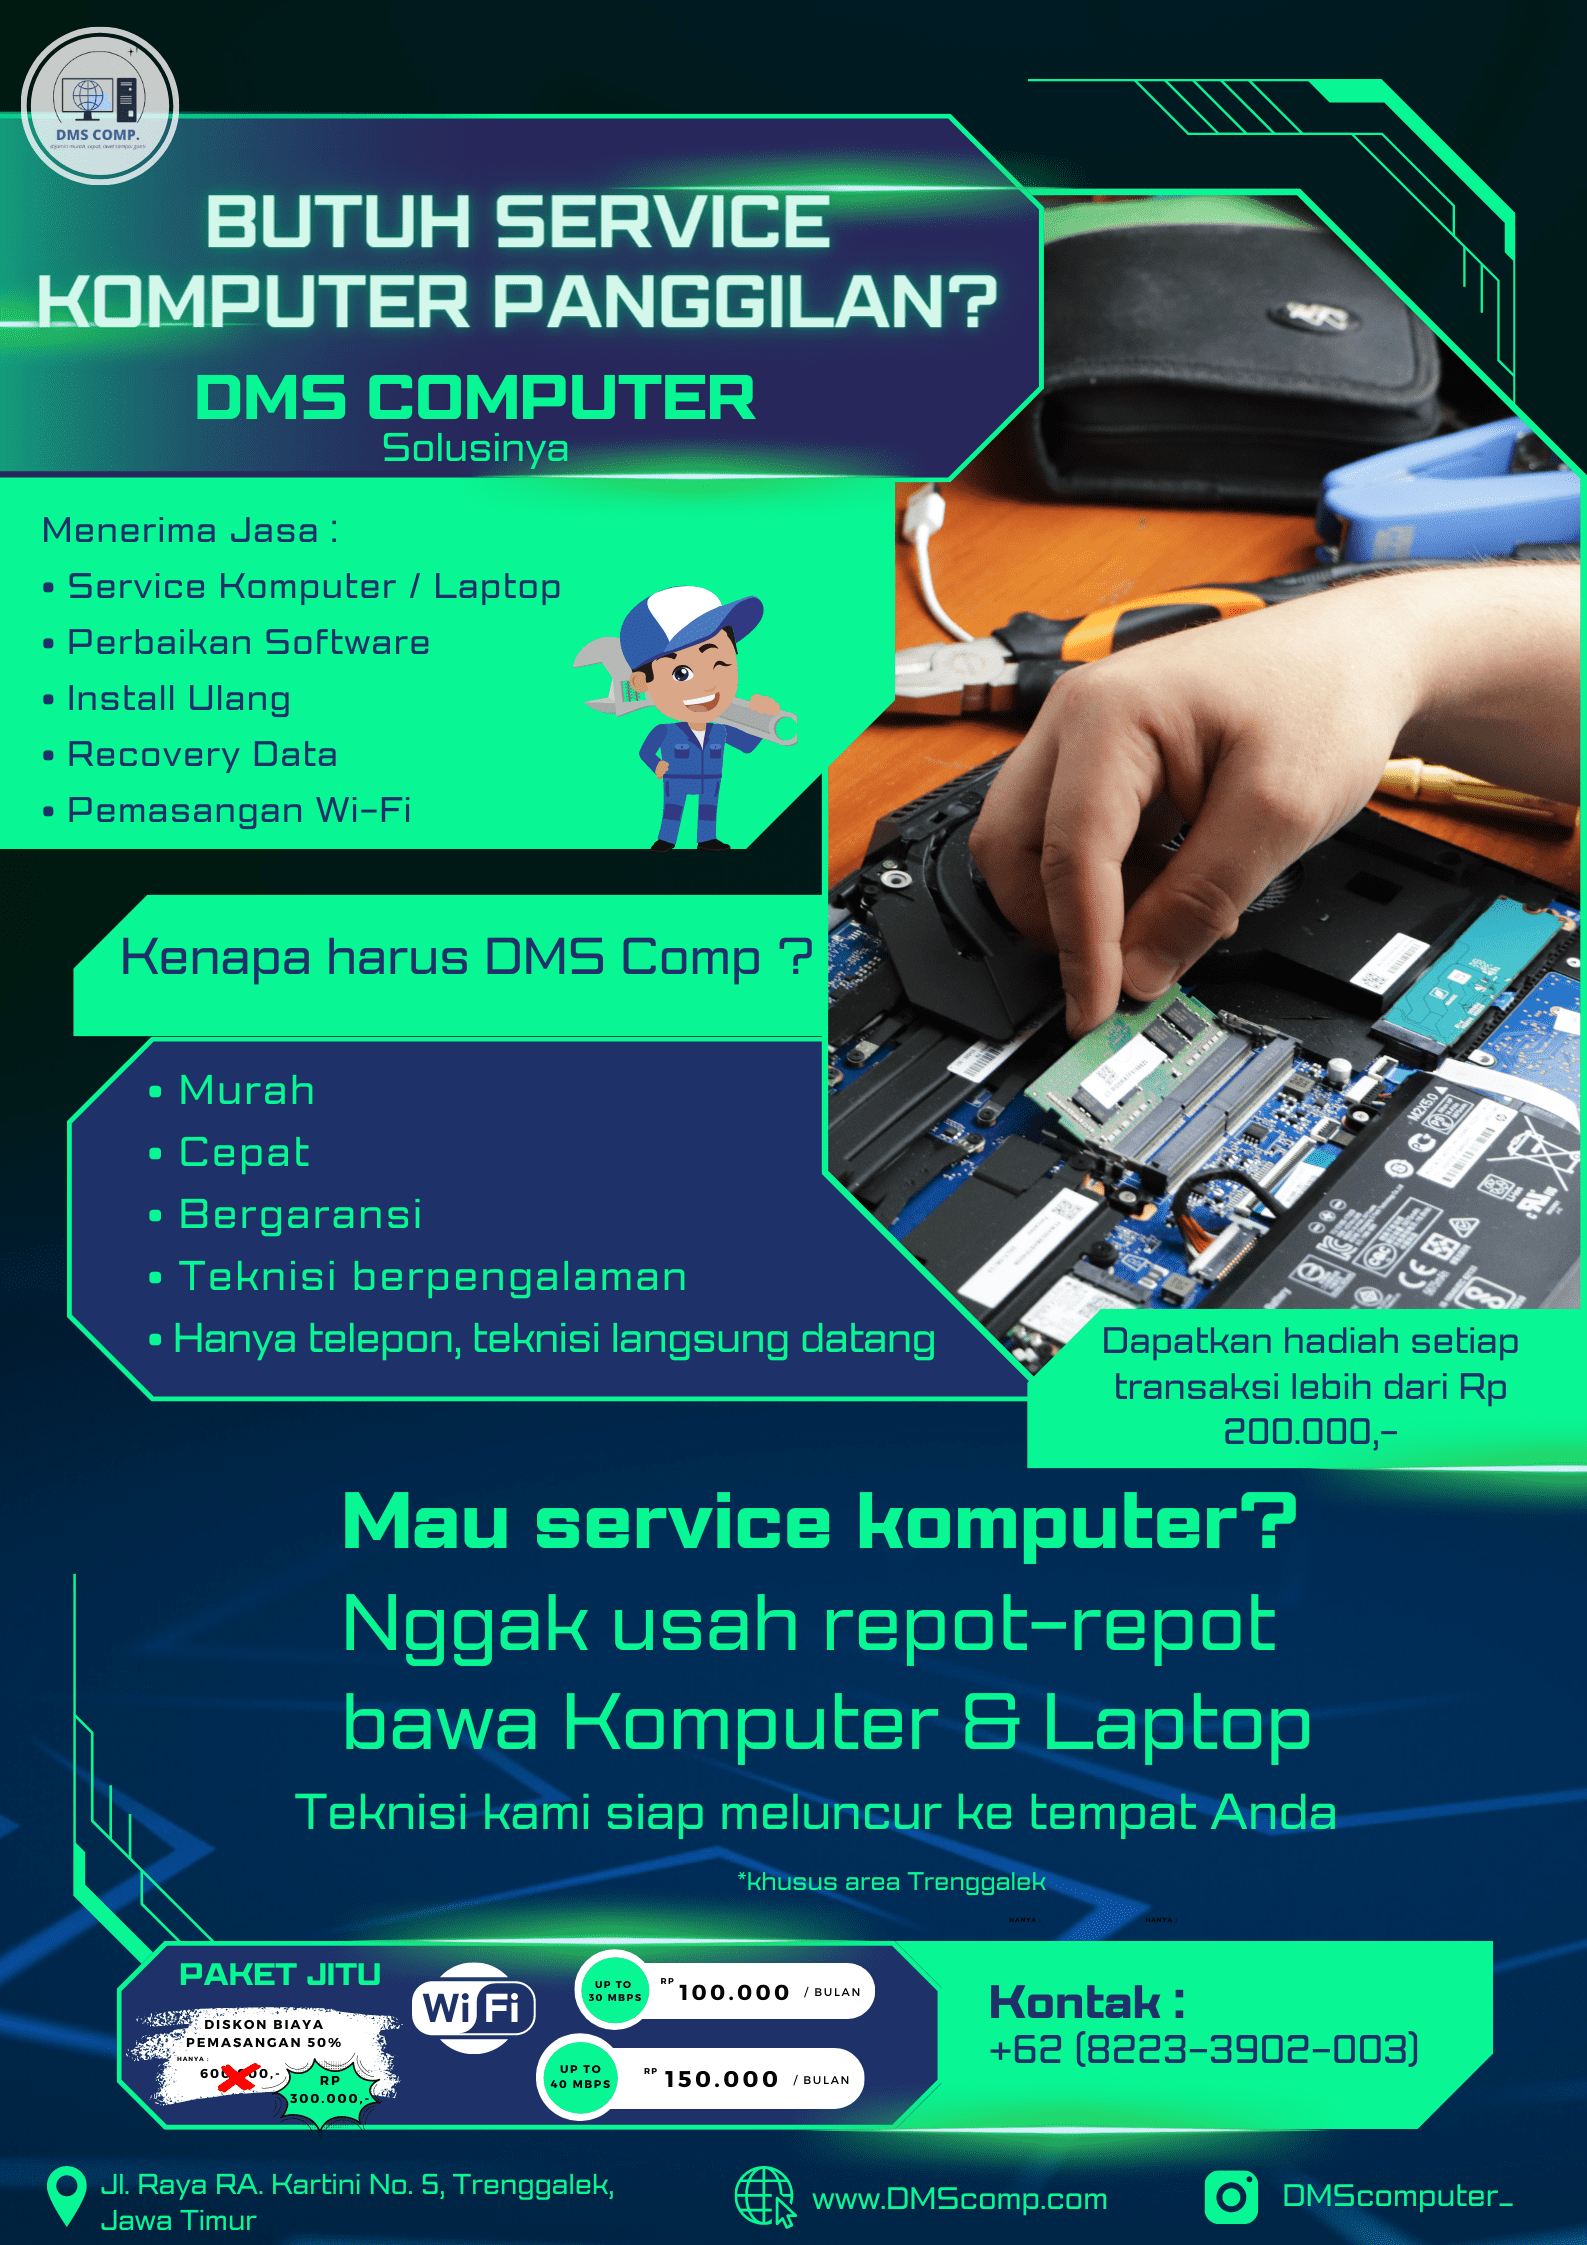 DMS COMP.
BUTUH SERVICE
KOMPUTER PANGGILAN?
DMS COMPUTER
Solusinya
Menerima Jasa :
• Service Komputer / Laptop
• Perbaikan Software
• Install Ulang
• Recovery Data
• Pemasangan Wi-Fi
Kenapa harus DMS Comp ?
• Murah
• Cepat
• Bergaransi
• Teknisi berpengalaman
• Hanya telepon, teknisi langsung datang
M2X5.0
Dapatkan hadiah setiap
transaksi lebih dari Rp
200.000,-
Mau service komputer?
Nggak usah repot-repot
bawa Komputer & Laptop
Teknisi kami siap meluncur ke tempat Anda
*khusus area Trenggalek
HANYA :
HANYA :
PAKET JITU
DISKON BIAYA
PEMASANGAN 50%
HANYA :
RP
300.000,-
WiFi
UP TO
30 MBPS
RP 100.000 / BULAN
UP TO
40 MBPS
RP 150.000 / BULAN
Kontak :
+62 (8223-3902-003)
Jl. Raya RA. Kartini No. 5, Trenggalek,
Jawa Timur
www.DMScomp.com
DMScomputer_